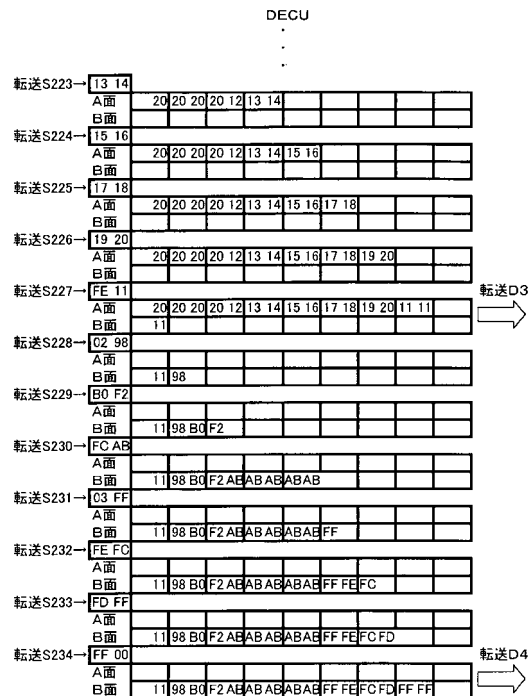 DECU
転送S223→ 13 14
A面 20 20 20 20 12 13 14
B面
転送S224→ 15 16
A面 20 20 20 20 12 13 14 15 16
B面
転送S225→ 17 18
A面 20 20 20 20 12 13 14 15 16 17 18
B面
転送S226→ 19 20
A面 20 20 20 20 12 13 14 15 16 17 18 19 20
B面
転送S227→ FE 11
転送D3
A面 20 20 20 20 12 13 14 15 16 17 18 19 20 11 11
B面 11
転送S228→ 02 98
A面
B面 11 98
転送S229→ B0 F2
A面
B面 11 98 B0 F2
転送S230→ FC AB
A面
B面 11 98 B0 F2 AB AB AB AB AB
転送S231→ 03 FF
A面
B面 11 98 B0 F2 AB AB AB AB AB FF
転送S232→ FE FC
A面
B面 11 98 B0 F2 AB AB AB AB AB FF FE FC
転送S233→ FD FF
A面
B面 11 98 B0 F2 AB AB AB AB AB FF FE FC FD
転送S234→ FF 00
転送D4
A面
B面 11 98 B0 F2 AB AB AB AB AB FF FE FC FD FF FF